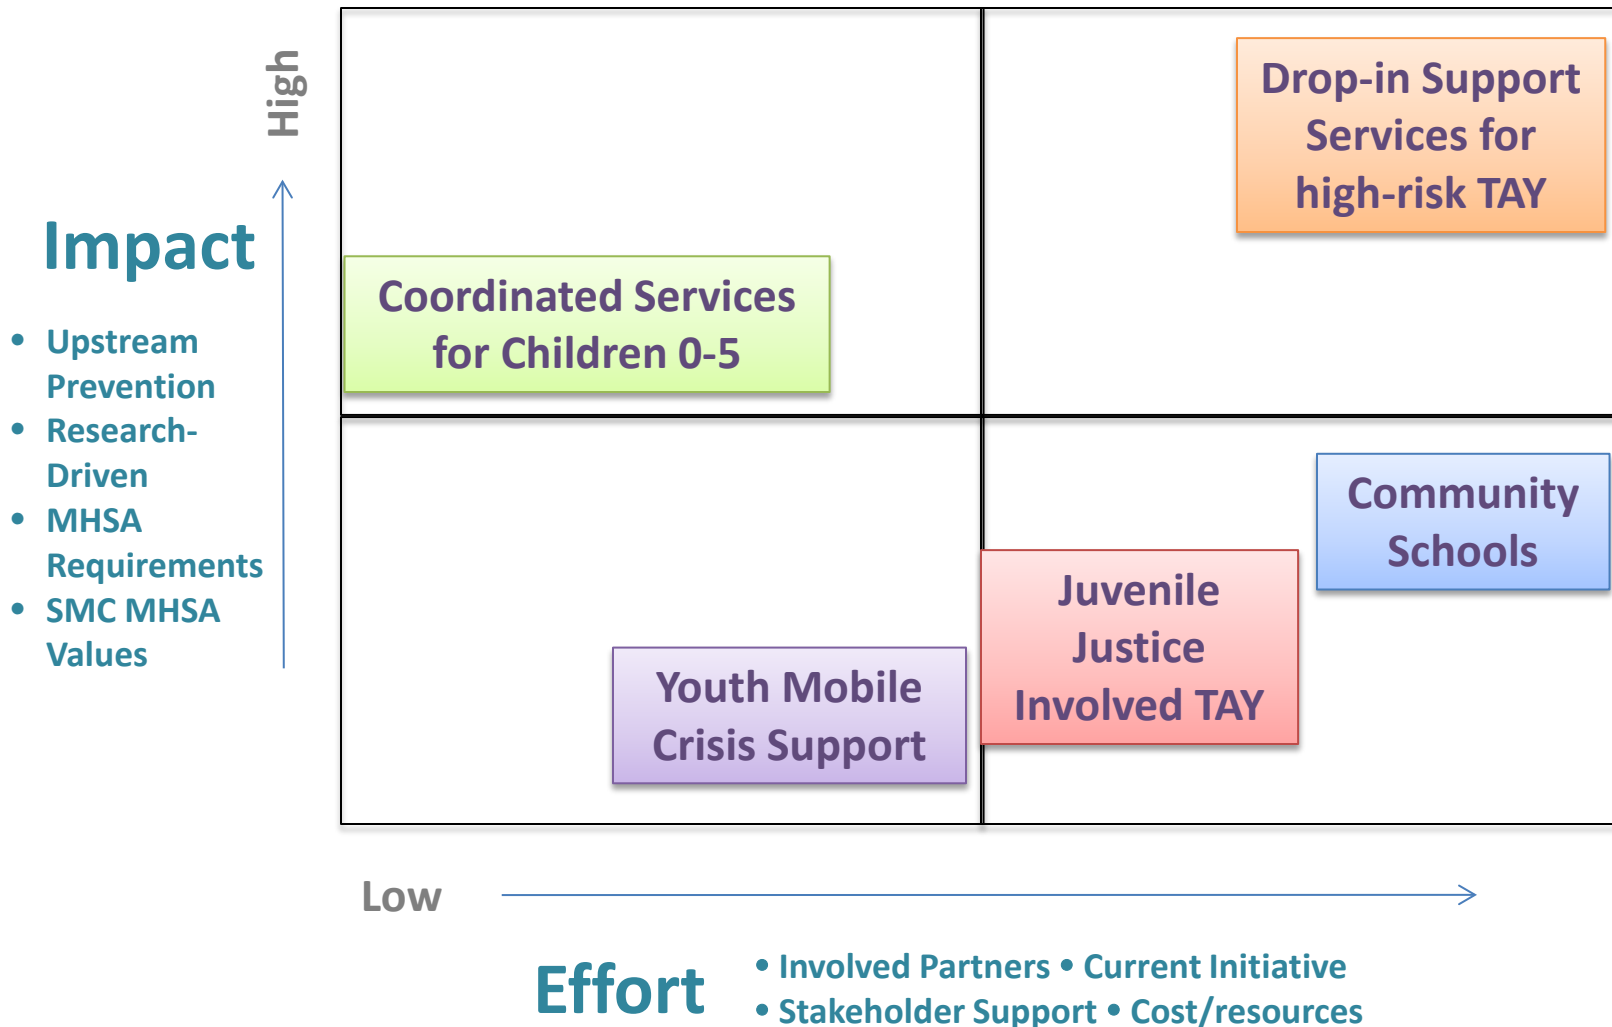 High
Impact
• Upstream
Prevention
• Research-
Driven
• MHSA
Requirements
• SMC MHSA
Values
Drop-in Support
Services for
high-risk TAY
Coordinated Services
for Children 0-5
Community
Schools
Juvenile
Justice
Involved TAY
Youth Mobile
Crisis Support
Low
Effort
• Involved Partners • Current Initiative
• Stakeholder Support • Cost/resources